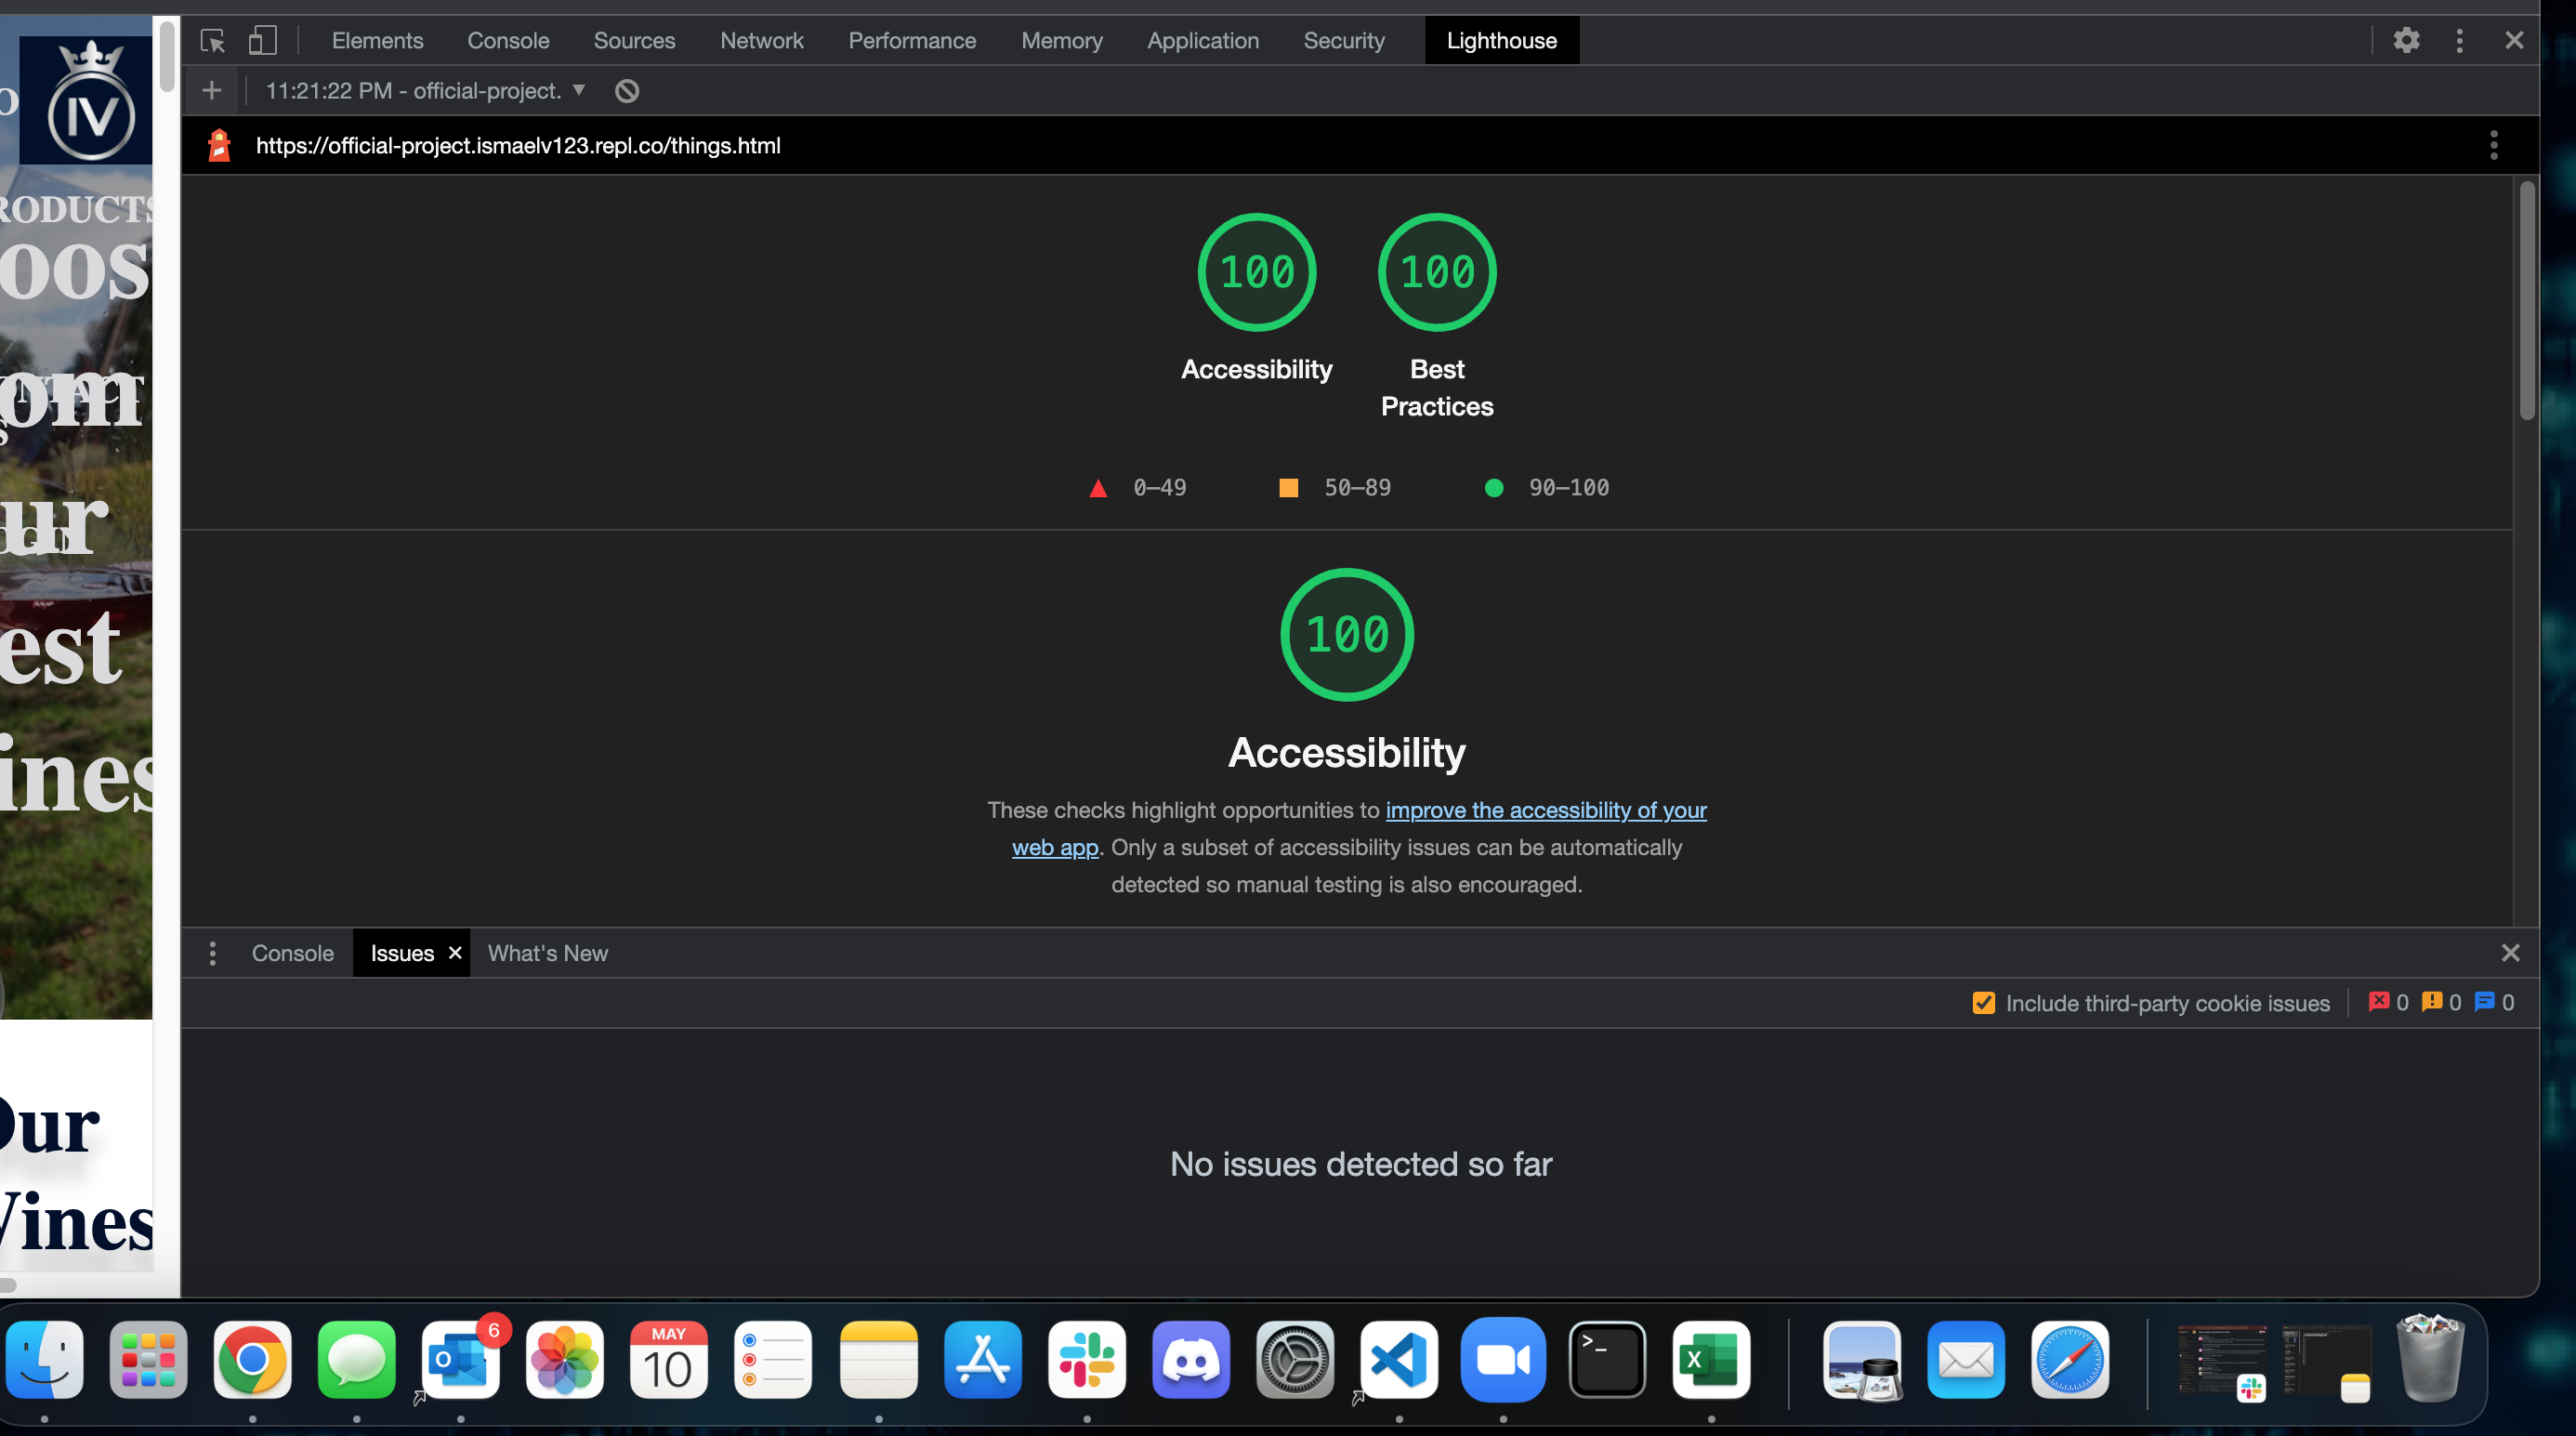 Elements Console Sources Network Performance Memory Application Security Lighthouse
11:21:22 PM - official-project.
https://official-project.ismaelv123.repl.co/things.html
IV
RODUCTS
oos
ONTACT
om
s
ur
est
ines
100 100
Accessibility Best
Practices
0–49 50–89 90–100
100
Accessibility
These checks highlight opportunities to improve the accessibility of your
web app. Only a subset of accessibility issues can be automatically
detected so manual testing is also encouraged.
Console Issues What's New
Include third-party cookie issues 0 0 0
No issues detected so far
Our
Vines
6
MAY
10